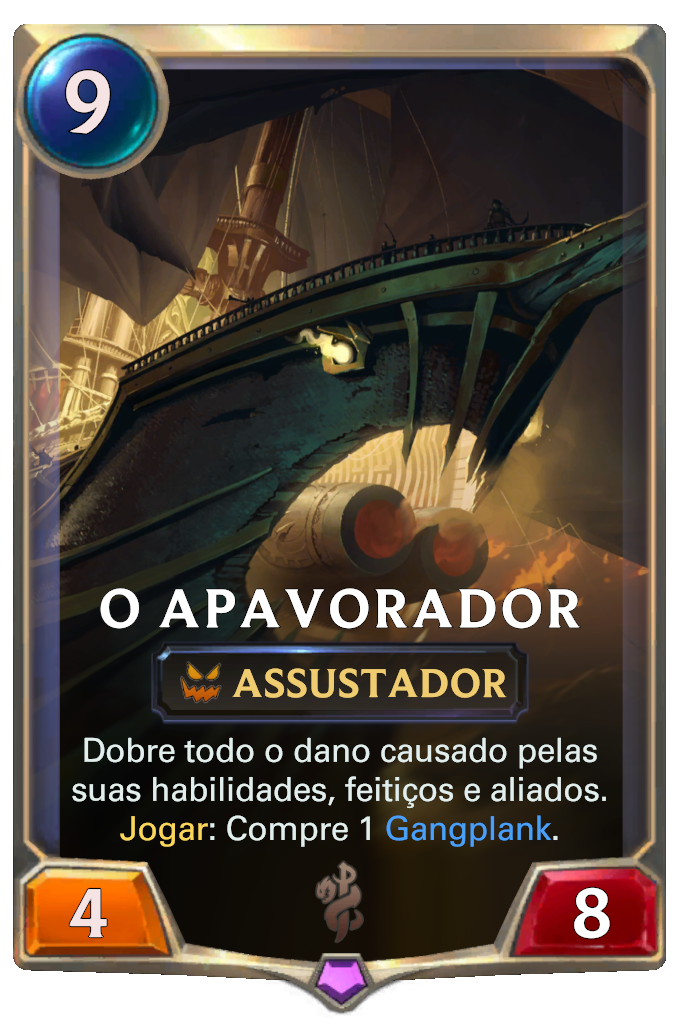 9
O APAVORADOR
ASSUSTADOR
Dobre todo o dano causado pelas
suas habilidades, feitiços e aliados.
Jogar: Compre 1 Gangplank.
4
8